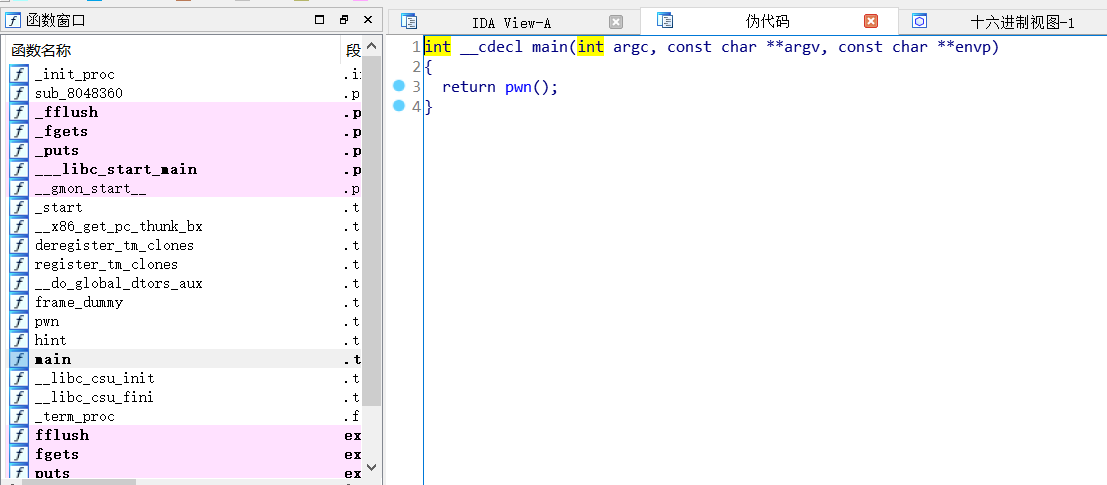 函数窗口
函数名称 段
_init_proc .i
sub_8048360 .p
_fflush .p
_fgets .p
_puts .p
___libc_start_main .p
__gmon_start__ .p
_start .t
__x86_get_pc_thunk_bx .t
deregister_tm_clones .t
register_tm_clones .t
__do_global_dtors_aux .t
frame_dummy .t
pwn .t
hint .t
main .t
__libc_csu_init .t
__libc_csu_fini .t
_term_proc .f
fflush ex
fgets ex
puts ex
IDA View-A 伪代码 十六进制视图-1
1 int __cdecl main(int argc, const char **argv, const char **envp)
2 {
3 return pwn();
4 }